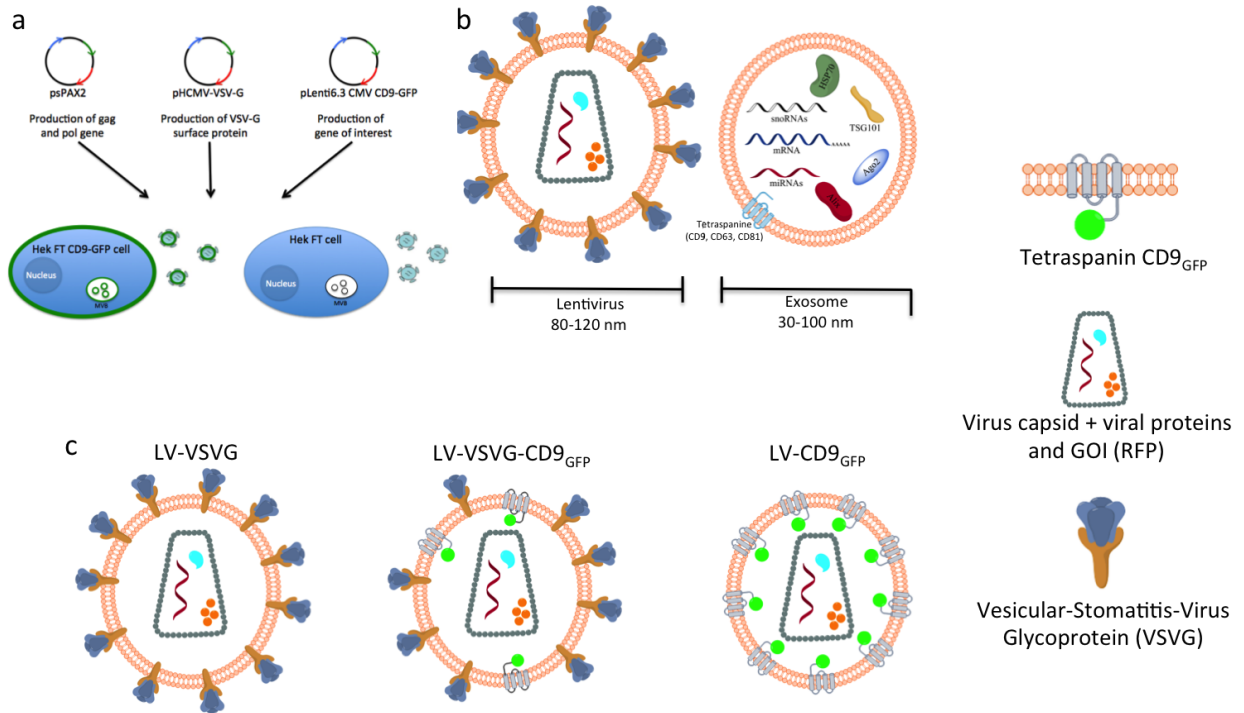 a
psPAX2
pHCMV-VSV-G
pLenti6.3 CMV CD9-GFP
Production of gag
and pol gene
Production of VSV-G
surface protein
Production of
gene of interest
Hek FT CD9-GFP cell
Nucleus
MVB
Hek FT cell
Nucleus
MVB
b
HSP70
snoRNAs
TSG101
mRNA
AAAAA
Ago2
miRNAs
Alix
Tetraspanine
(CD9, CD63, CD81)
Lentivirus
80-120 nm
Exosome
30-100 nm
Tetraspanin CD9GFP
Virus capsid + viral proteins
and GOI (RFP)
Vesicular-Stomatitis-Virus
Glycoprotein (VSVG)
c
LV-VSVG
LV-VSVG-CD9GFP
LV-CD9GFP